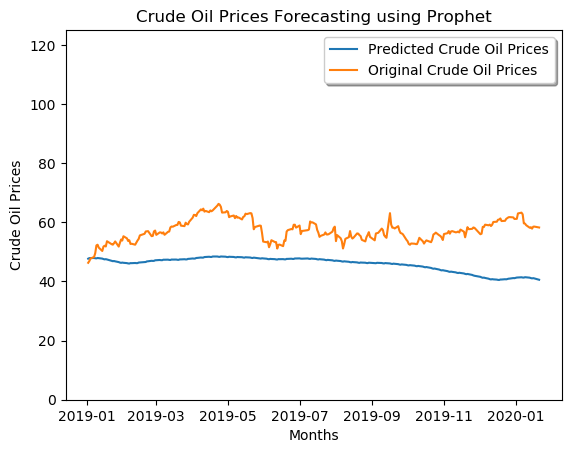 Crude Oil Prices Forecasting using Prophet
Predicted Crude Oil Prices
Original Crude Oil Prices
120
100
80
60
40
20
0
Crude Oil Prices
2019-01 2019-03 2019-05 2019-07 2019-09 2019-11 2020-01
Months